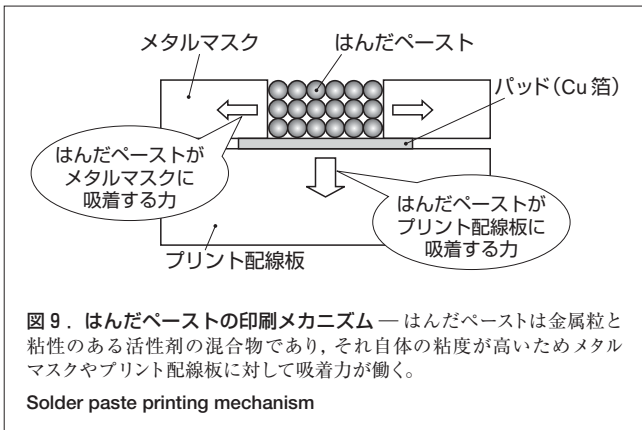 メタルマスク
はんだペースト
パッド（Cu 箔）
はんだペーストが
メタルマスクに
吸着する力
はんだペーストが
プリント配線板に
吸着する力
プリント配線板
図9．はんだペーストの印刷メカニズム — はんだペーストは金属粒と
粘性のある活性剤の混合物であり，それ自体の粘度が高いためメタル
マスクやプリント配線板に対して吸着力が働く。
Solder paste printing mechanism